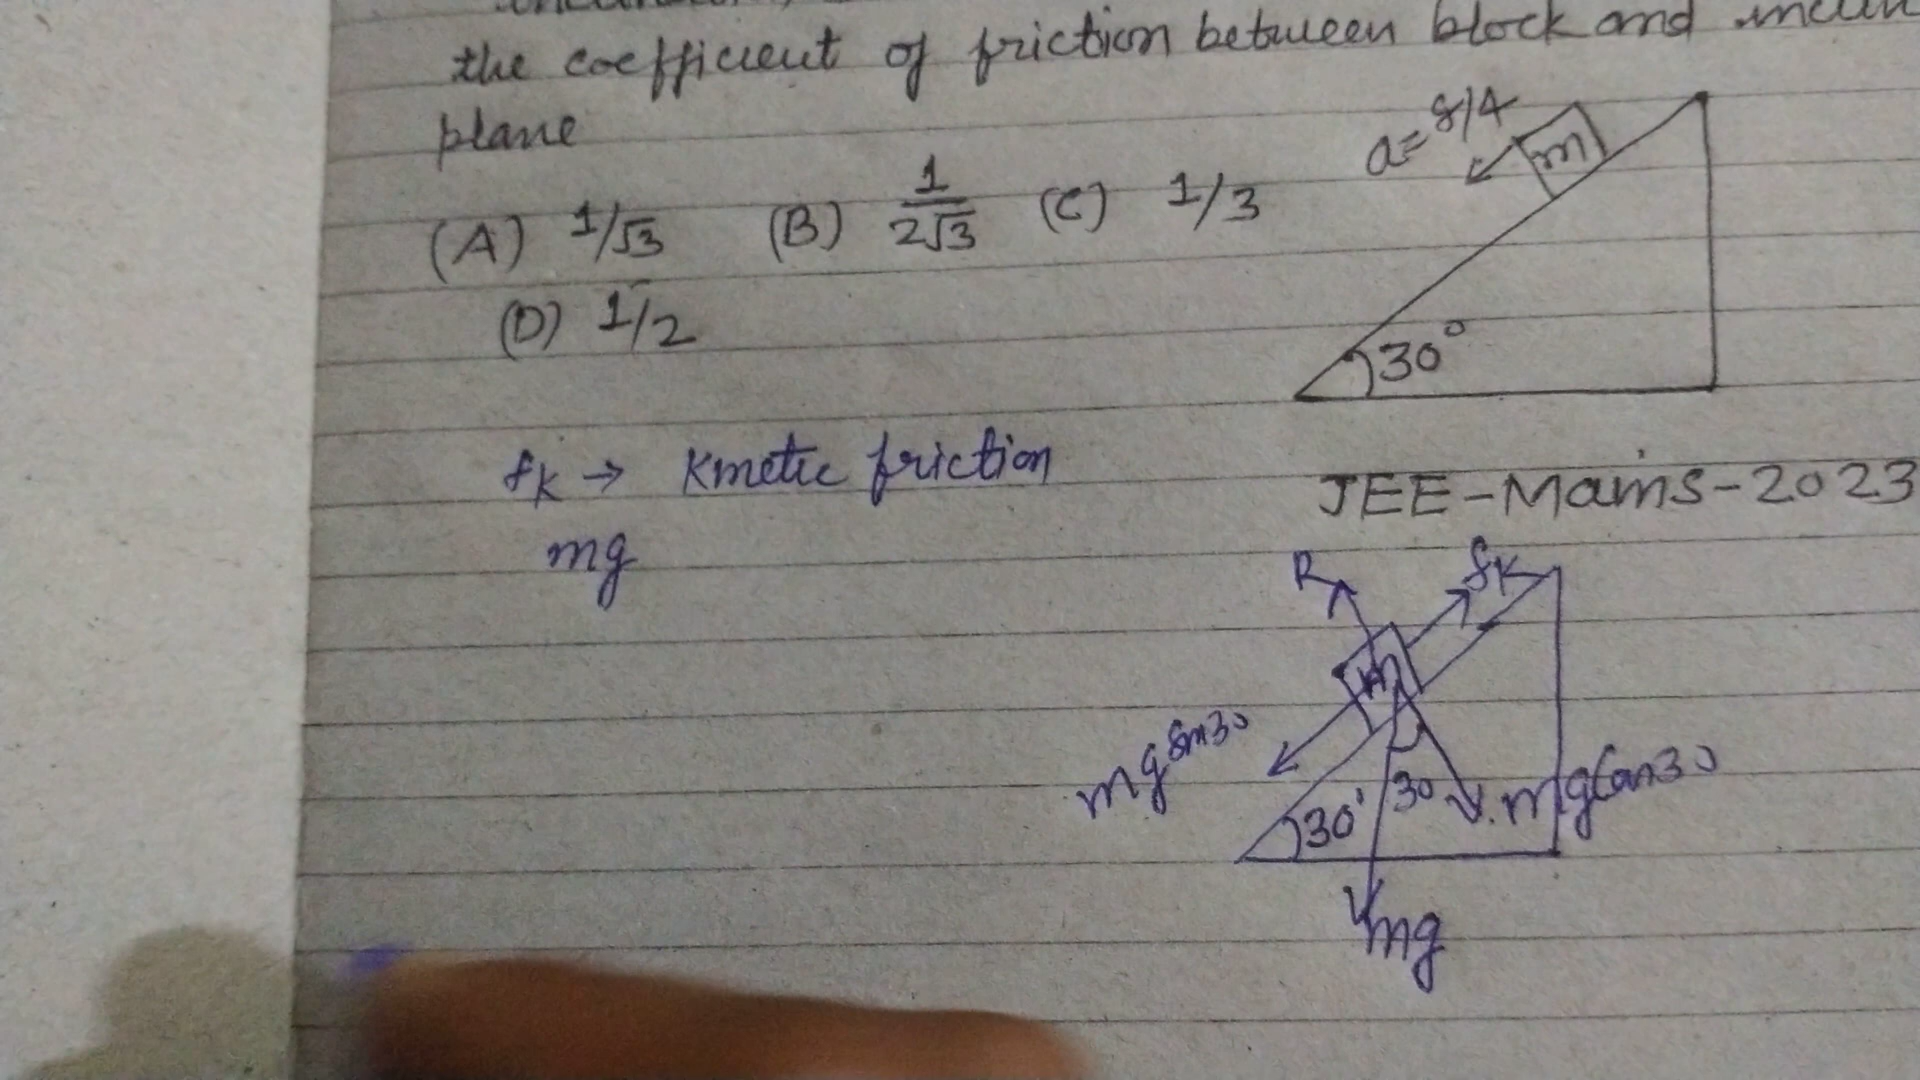 the coefficient of friction between block and
plane
(A) 1/√3 (B) 1/2√3 (C) 1/3
(D) 1/2
a= g/4
m
30°
fk → Kinetic friction
mg
JEE-Mains-2023
R
fk
m
mg sin30
30°
30
mg Cos30
mg